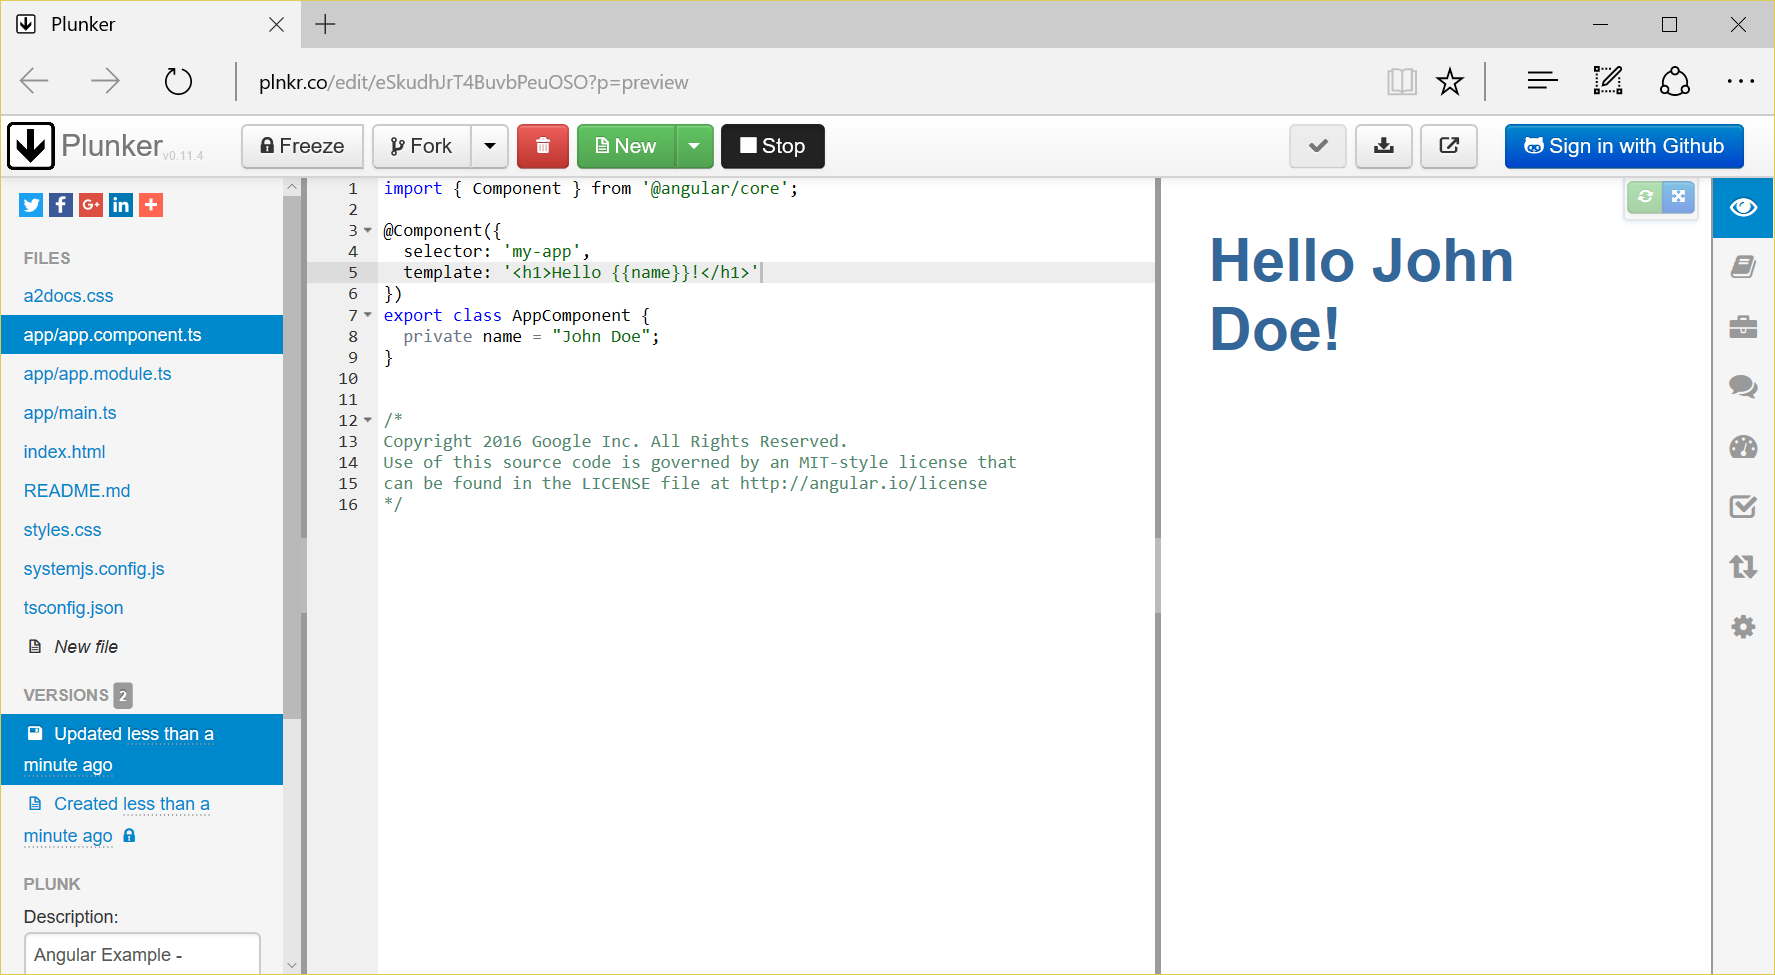 Plunker
plnkr.co/edit/eSkudhJrT4BuvbPeuOSO?p=preview
Plunker v0.11.4
Freeze
Fork
New
Stop
Sign in with Github
FILES
a2docs.css
app/app.component.ts
app/app.module.ts
app/main.ts
index.html
README.md
styles.css
systemjs.config.js
tsconfig.json
New file
VERSIONS 2
Updated less than a
minute ago
Created less than a
minute ago
PLUNK
Description:
Angular Example -
1 import { Component } from '@angular/core';
2
3 @Component({
4 selector: 'my-app',
5 template: '<h1>Hello {{name}}!</h1>'
6 })
7 export class AppComponent {
8 private name = "John Doe";
9 }
10
11
12 /*
13 Copyright 2016 Google Inc. All Rights Reserved.
14 Use of this source code is governed by an MIT-style license that
15 can be found in the LICENSE file at http://angular.io/license
16 */
Hello John
Doe!